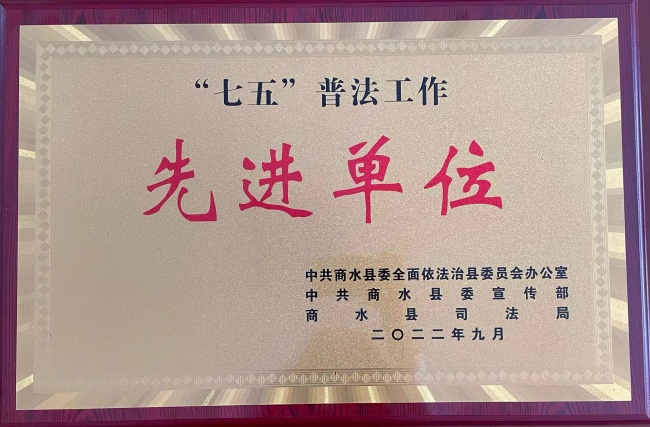 “七五”普法工作
先进单位
中共商水县委全面依法治县委员会办公室
中共商水县委宣传部
商水县司法局
二〇二二年九月